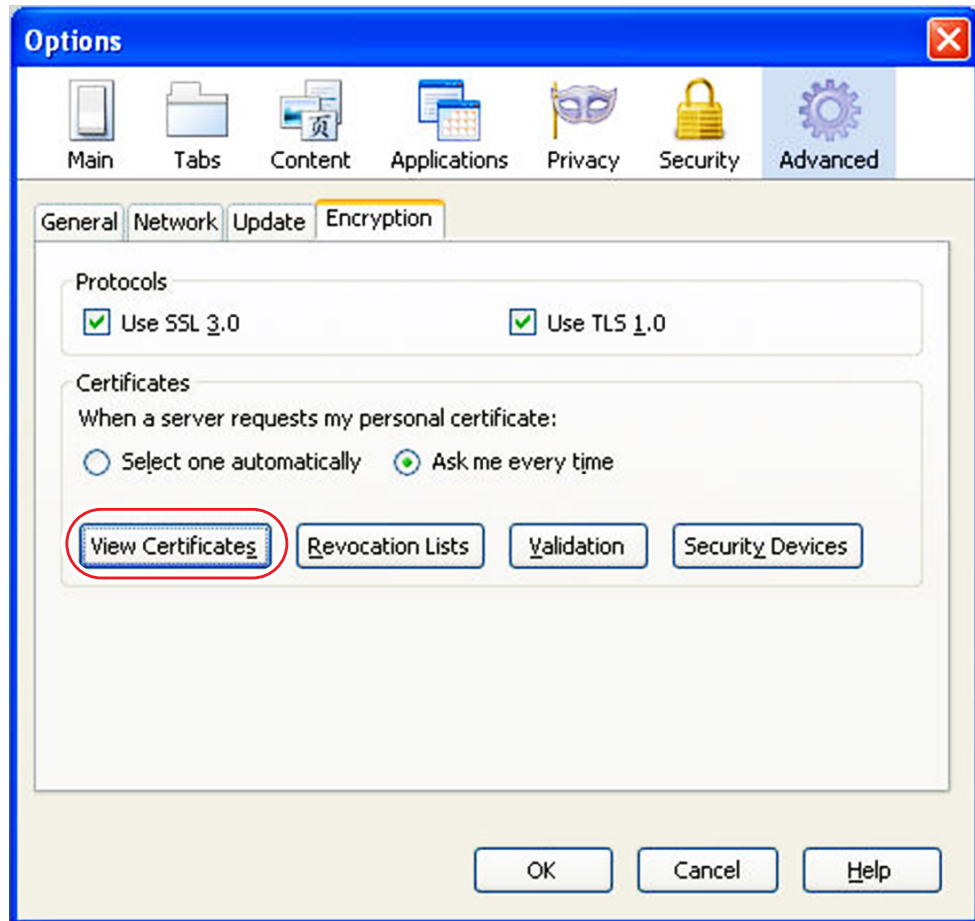 Options
页
Main Tabs Content Applications Privacy Security Advanced
General Network Update Encryption
Protocols
Use SSL 3.0 Use TLS 1.0
Certificates
When a server requests my personal certificate:
Select one automatically Ask me every time
View Certificates Revocation Lists Validation Security Devices
OK Cancel Help